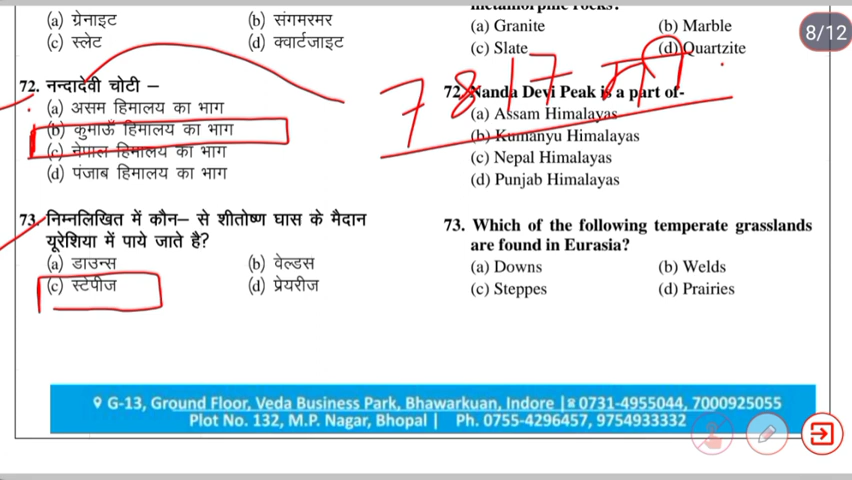 metamorphic rocks?
(a) ग्रेनाइट (b) संगमरमर
(c) स्लेट (d) क्वार्टजाइट
(a) Granite (b) Marble
(c) Slate (d) Quartzite
8/12
7817 मी
72. नन्दादेवी चोटी –
(a) असम हिमालय का भाग
(b) कुमाऊँ हिमालय का भाग
(c) नेपाल हिमालय का भाग
(d) पंजाब हिमालय का भाग
72. Nanda Devi Peak is a part of-
(a) Assam Himalayas
(b) Kumanyu Himalayas
(c) Nepal Himalayas
(d) Punjab Himalayas
73. निम्नलिखित में कौन– से शीतोष्ण घास के मैदान
यूरेशिया में पाये जाते है?
(a) डाउन्स (b) वेल्डस
(c) स्टेपीज (d) प्रेयरीज
73. Which of the following temperate grasslands
are found in Eurasia?
(a) Downs (b) Welds
(c) Steppes (d) Prairies
G-13, Ground Floor, Veda Business Park, Bhawarkuan, Indore | 0731-4955044, 7000925055
Plot No. 132, M.P. Nagar, Bhopal | Ph. 0755-4296457, 9754933332